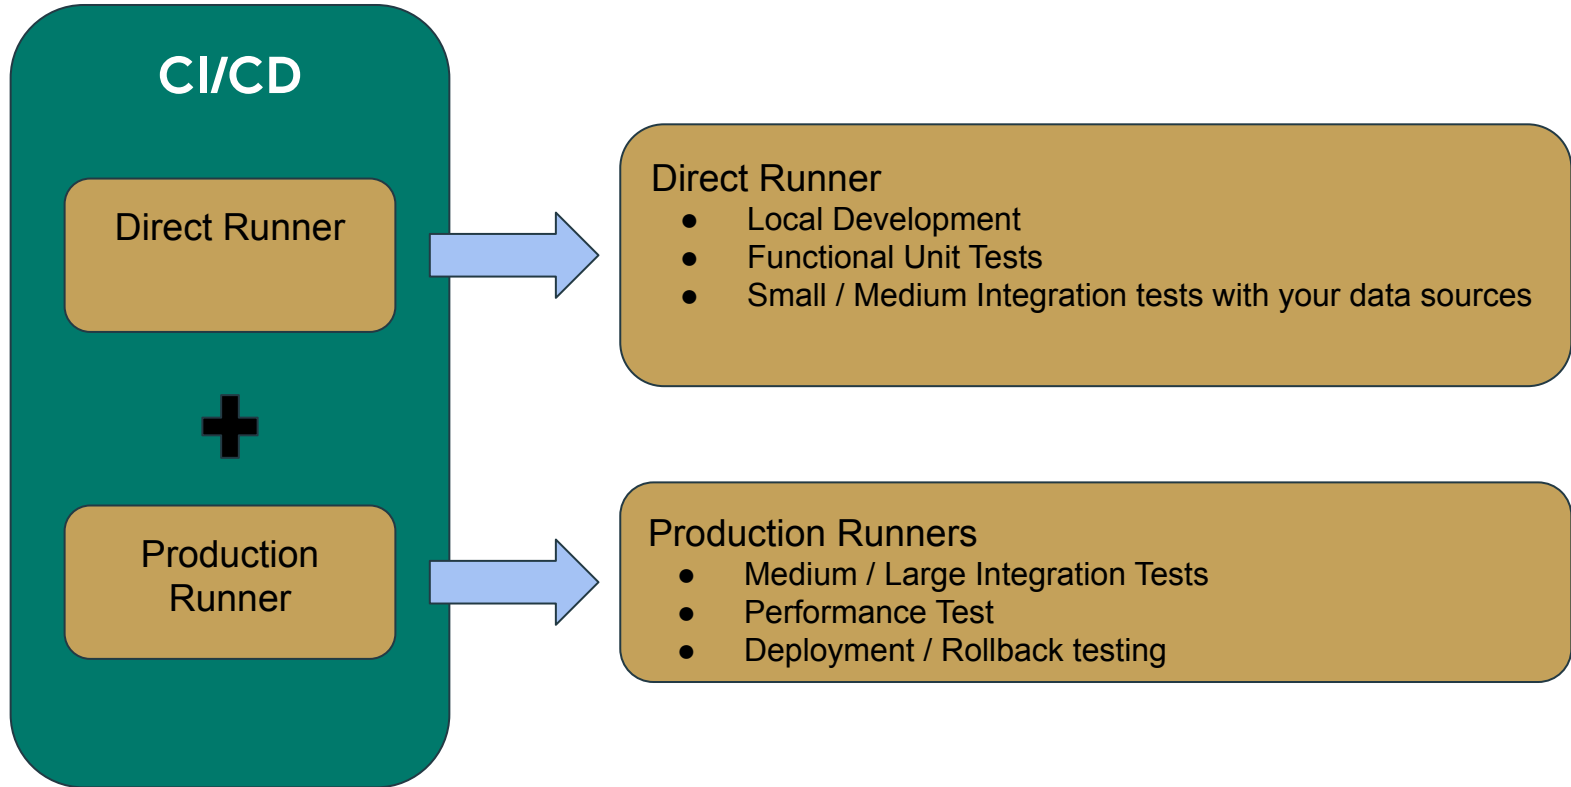 CI/CD
Direct Runner
Production
Runner
Direct Runner
● Local Development
● Functional Unit Tests
● Small / Medium Integration tests with your data sources
Production Runners
● Medium / Large Integration Tests
● Performance Test
● Deployment / Rollback testing